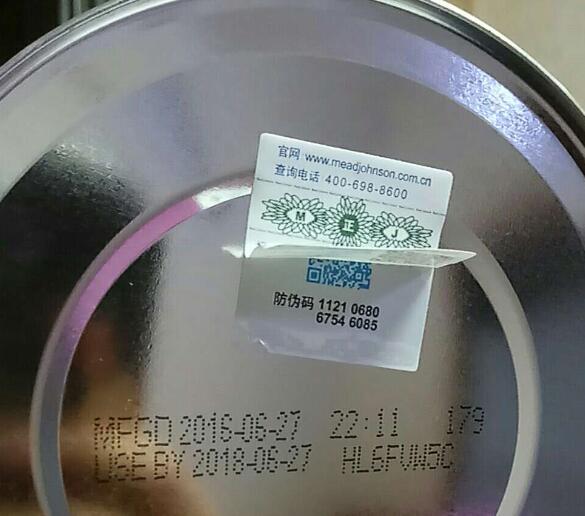 官网 www.meadjohnson.com.cn
查询电话 400-698-8600
M 正 J
防伪码 1121 0680
6754 6085
MFGD 2016-06-27 22:11 179
USE BY 2018-06-27 HL6FVW5C